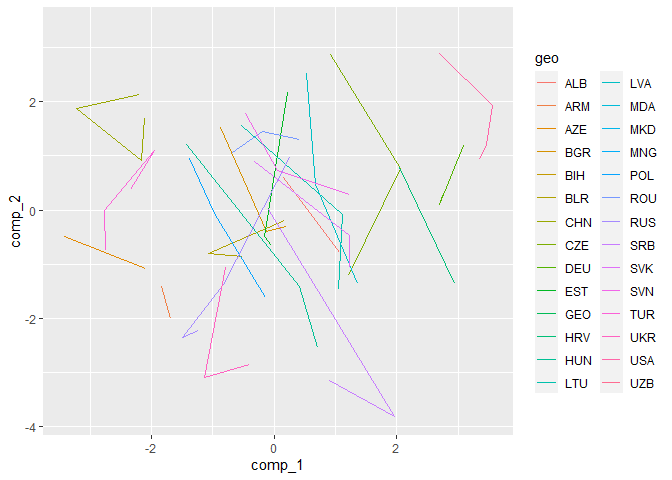 comp_2
2
0
-2
-4
-2
0
2
comp_1
geo
ALB
ARM
AZE
BGR
BIH
BLR
CHN
CZE
DEU
EST
GEO
HRV
HUN
LTU
LVA
MDA
MKD
MNG
POL
ROU
RUS
SRB
SVK
SVN
TUR
UKR
USA
UZB